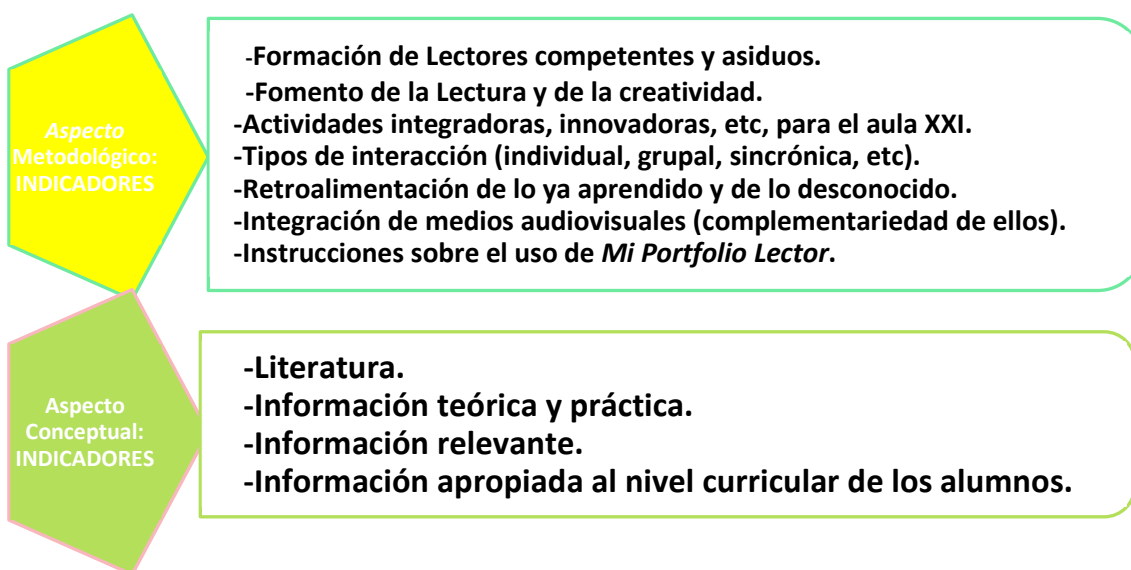 Aspecto
Metodológico:
INDICADORES
-Formación de Lectores competentes y asiduos.
-Fomento de la Lectura y de la creatividad.
-Actividades integradoras, innovadoras, etc, para el aula XXI.
-Tipos de interacción (individual, grupal, sincrónica, etc).
-Retroalimentación de lo ya aprendido y de lo desconocido.
-Integración de medios audiovisuales (complementariedad de ellos).
-Instrucciones sobre el uso de Mi Portfolio Lector.
Aspecto
Conceptual:
INDICADORES
-Literatura.
-Información teórica y práctica.
-Información relevante.
-Información apropiada al nivel curricular de los alumnos.